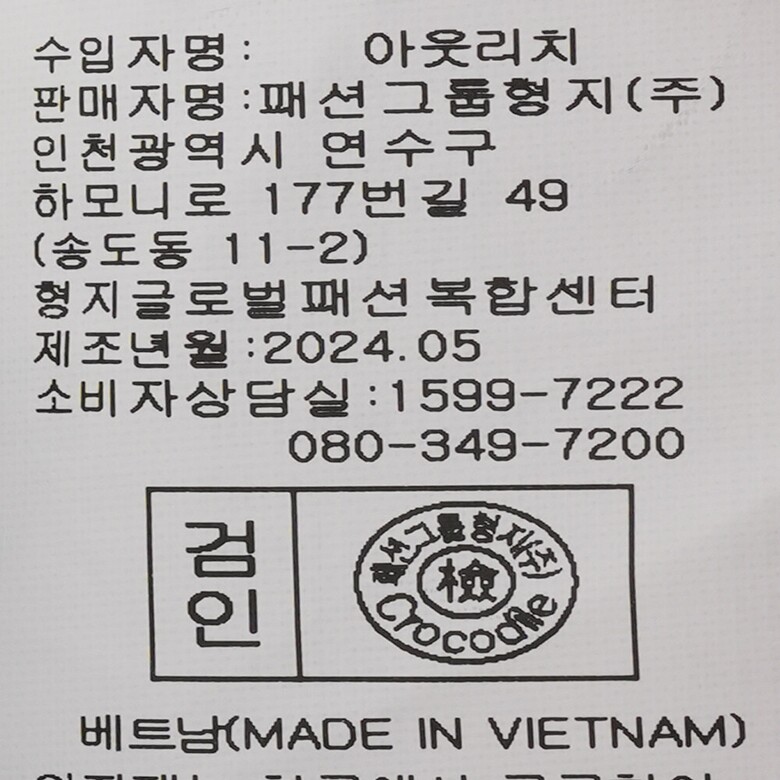 수입자명: 아웃리치
판매자명:패션그룹형지(주)
인천광역시 연수구
하모니로 177번길 49
(송도동 11-2)
형지글로벌패션복합센터
제조년월:2024.05
소비자상담실:1599-7222
080-349-7200
검인
패션그룹형지(주)
檢
Crocodile
베트남(MADE IN VIETNAM)